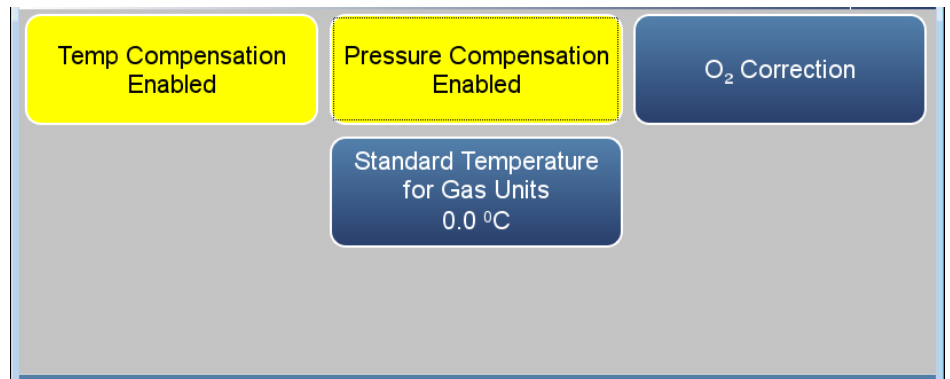 Temp Compensation
Enabled
Pressure Compensation
Enabled
O₂ Correction
Standard Temperature
for Gas Units
0.0 ⁰C